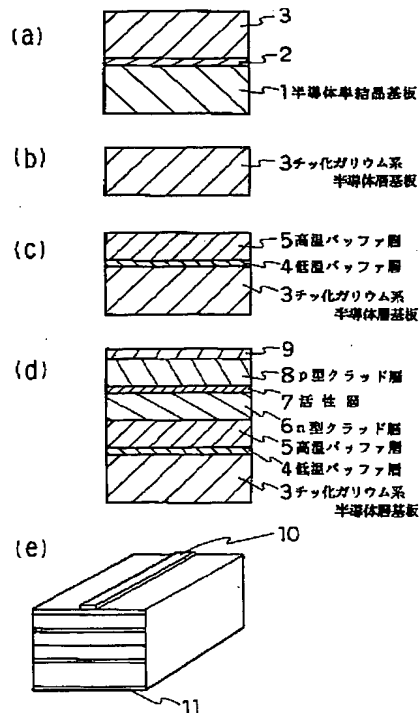 (a)
3
2
1半導体単結晶基板
(b)
3チッ化ガリウム系
半導体層基板
(c)
5高温バッファ層
4低温バッファ層
3チッ化ガリウム系
半導体層基板
(d)
9
8p型クラッド層
7活性層
6n型クラッド層
5高温バッファ層
4低温バッファ層
3チッ化ガリウム系
半導体層基板
(e)
10
11